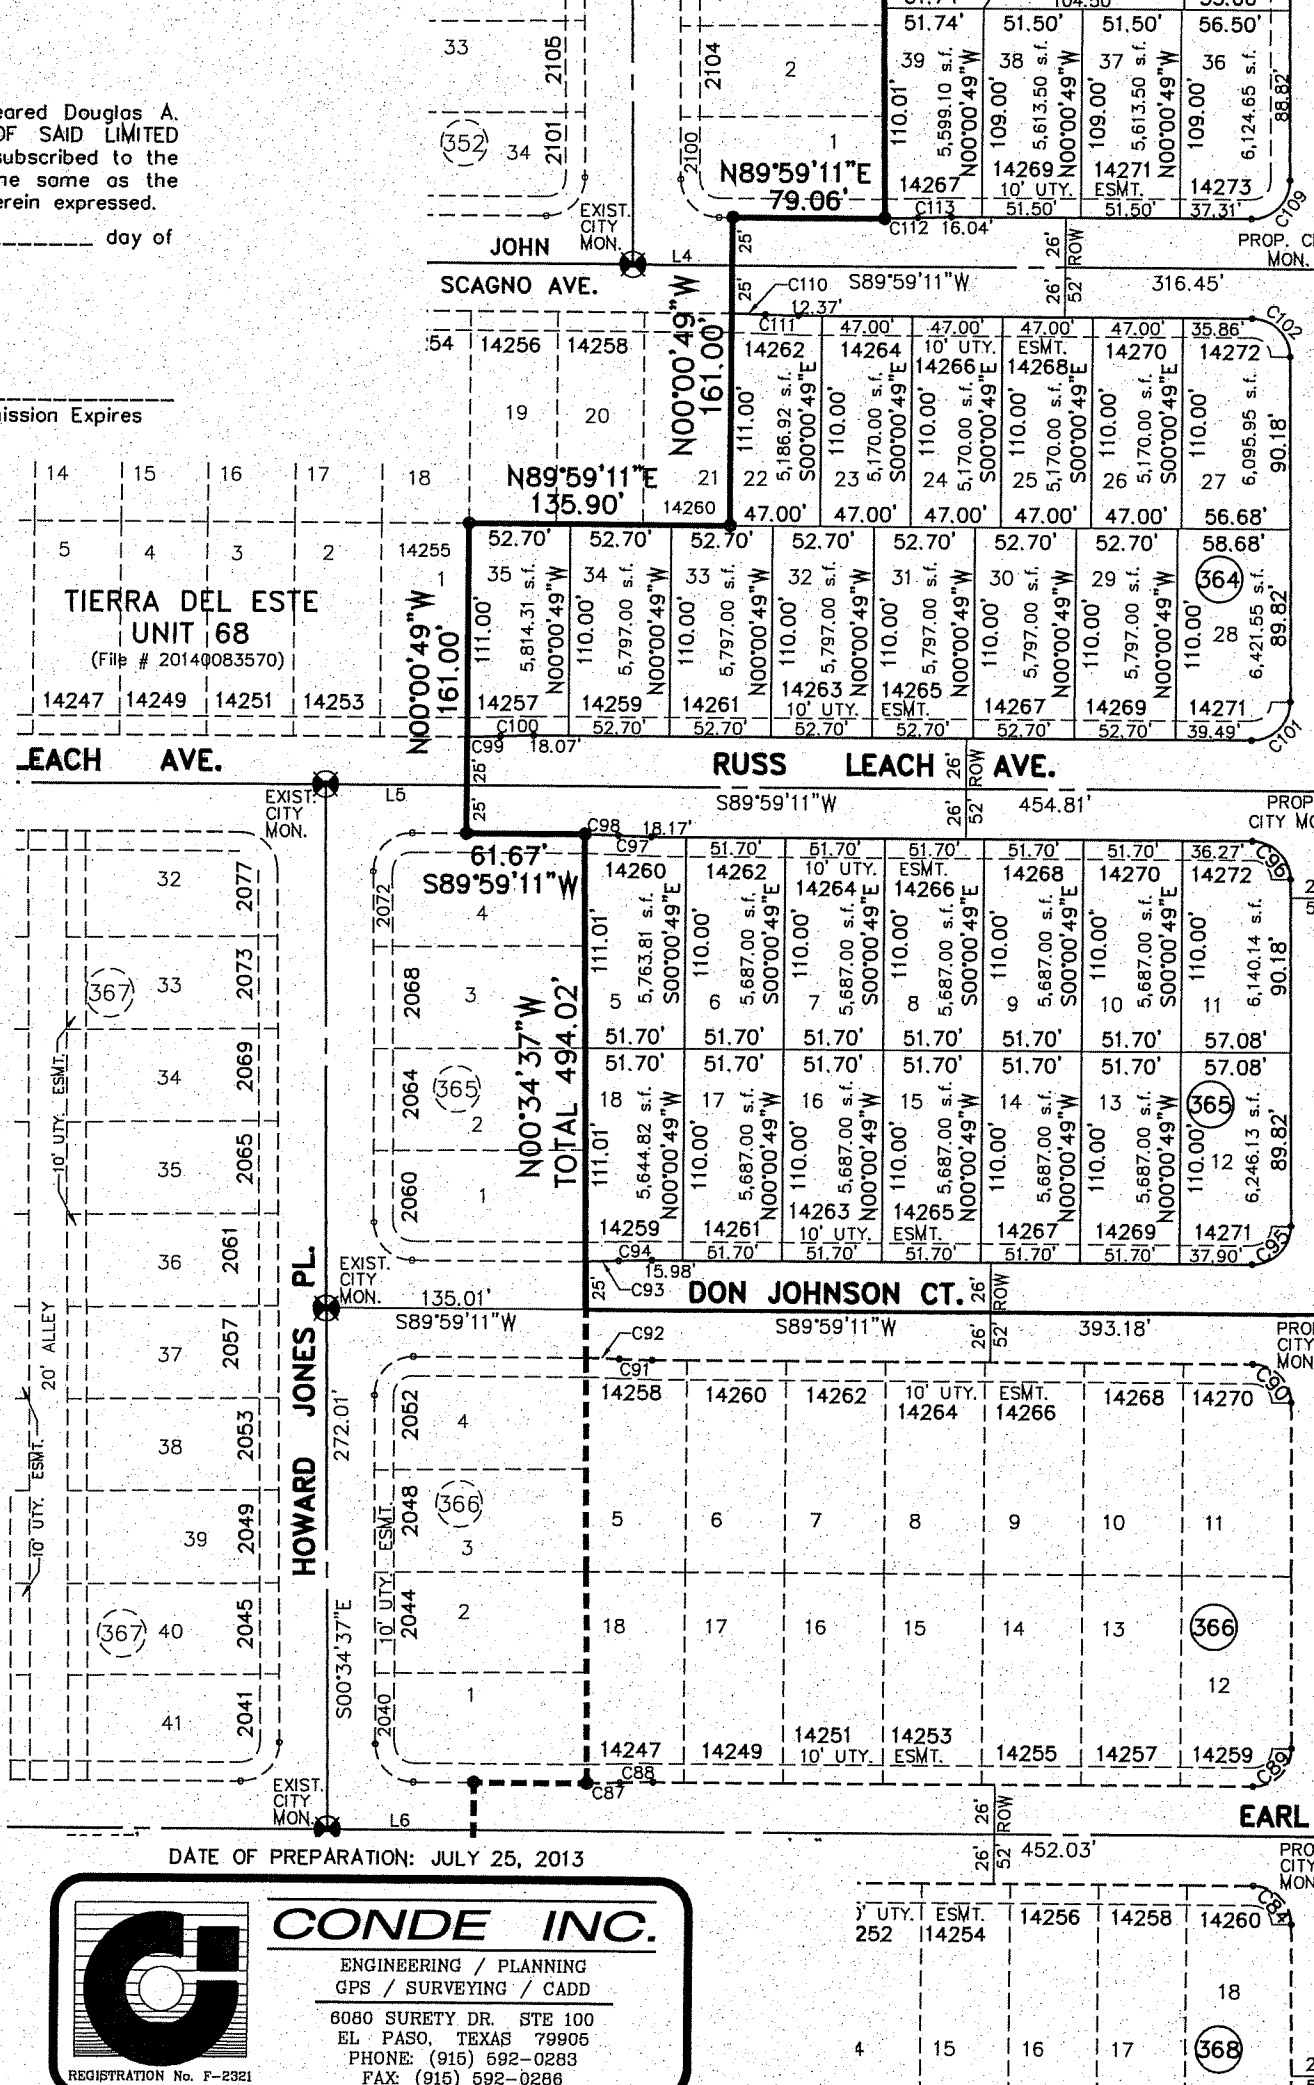 eared Douglas A.
OF SAID LIMITED
subscribed to the
he same as the
erein expressed.
day of
ission Expires
33
2105
352
34
2101
2104
2
2100
1
N89°59'11"E
79.06'
104.50'
51.74'
51.50'
51.50'
56.50'
39
38
37
36
110.01'
5,599.10 s.f.
N00°00'49"W
109.00'
5,613.50 s.f.
N00°00'49"W
109.00'
5,613.50 s.f.
N00°00'49"W
109.00'
6,124.65 s.f.
88.82'
14267
14269
14271
14273
10' UTY. ESMT.
C113
51.50'
51.50'
37.31'
C109
C112 16.04'
EXIST.
CITY
MON.
JOHN
SCAGNO AVE.
L4
25'
25'
S89°59'11"W
26'
26'
52' ROW
316.45'
PROP. CI
MON.
C110
12.37'
C111
47.00'
47.00'
47.00'
47.00'
35.86'
C102
:54
14256
14258
14262
14264
10' UTY. ESMT.
14266
14268
14270
14272
N00°00'49"W
161.00'
111.00'
5,186.92 s.f.
S00°00'49"E
110.00'
5,170.00 s.f.
S00°00'49"E
110.00'
5,170.00 s.f.
S00°00'49"E
110.00'
5,170.00 s.f.
S00°00'49"E
110.00'
5,170.00 s.f.
S00°00'49"E
110.00'
6,095.95 s.f.
90.18'
19
20
21
22
23
24
25
26
27
14
15
16
17
18
N89°59'11"E
135.90'
14260
47.00'
47.00'
47.00'
47.00'
47.00'
56.68'
5
4
3
2
14255
1
52.70'
52.70'
52.70'
52.70'
52.70'
52.70'
52.70'
58.68'
TIERRA DEL ESTE
UNIT 68
(File # 20140083570)
35
34
33
32
31
30
29
364
28
N00°00'49"W
161.00'
111.00'
5,814.31 s.f.
N00°00'49"W
110.00'
5,797.00 s.f.
N00°00'49"W
110.00'
5,797.00 s.f.
N00°00'49"W
110.00'
5,797.00 s.f.
N00°00'49"W
110.00'
5,797.00 s.f.
N00°00'49"W
110.00'
5,797.00 s.f.
N00°00'49"W
110.00'
5,797.00 s.f.
N00°00'49"W
110.00'
6,421.55 s.f.
89.82'
14247
14249
14251
14253
14257
14259
14261
14263
14265
10' UTY. ESMT.
14267
14269
14271
C100
52.70'
52.70'
52.70'
52.70'
52.70'
52.70'
39.49'
C101
C99 18.07'
LEACH AVE.
RUSS LEACH AVE.
EXIST.
CITY
MON.
L5
25'
25'
S89°59'11"W
26'
26'
52' ROW
454.81'
PROP
CITY MO
C98 18.17'
C97
51.70'
51.70'
51.70'
51.70'
51.70'
36.27'
C96
61.67'
S89°59'11"W
14260
14262
10' UTY. ESMT.
14264
14266
14268
14270
14272
32
2077
2072
4
367
33
2073
2068
3
N00°34'37"W
TOTAL 494.02'
111.01'
5,763.81 s.f.
S00°00'49"E
110.00'
5,687.00 s.f.
S00°00'49"E
110.00'
5,687.00 s.f.
S00°00'49"E
110.00'
5,687.00 s.f.
S00°00'49"E
110.00'
5,687.00 s.f.
S00°00'49"E
110.00'
5,687.00 s.f.
S00°00'49"E
110.00'
6,140.14 s.f.
90.18'
5
6
7
8
9
10
11
51.70'
51.70'
51.70'
51.70'
51.70'
51.70'
57.08'
51.70'
51.70'
51.70'
51.70'
51.70'
51.70'
57.08'
10' UTY. ESMT.
34
2069
2064
365
2
18
17
16
15
14
13
365
12
111.01'
5,644.82 s.f.
N00°00'49"W
110.00'
5,687.00 s.f.
N00°00'49"W
110.00'
5,687.00 s.f.
N00°00'49"W
110.00'
5,687.00 s.f.
N00°00'49"W
110.00'
5,687.00 s.f.
N00°00'49"W
110.00'
5,687.00 s.f.
N00°00'49"W
110.00'
6,246.13 s.f.
89.82'
35
2065
2060
1
14259
14261
14263
14265
10' UTY. ESMT.
14267
14269
14271
C94
51.70'
51.70'
51.70'
51.70'
51.70'
37.90'
C95
36
2061
EXIST.
CITY
MON.
15.98'
C93
25'
DON JOHNSON CT.
135.01'
S89°59'11"W
S89°59'11"W
26'
26'
52' ROW
393.18'
PROP
CITY
MON
HOWARD JONES PL.
20' ALLEY
37
2057
C92
C91
C90
272.01'
S00°34'37"E
2052
4
14258
14260
14262
10' UTY. ESMT.
14264
14266
14268
14270
10' UTY. ESMT.
38
2053
366
2048
3
39
2049
5
6
7
8
9
10
11
10' UTY. ESMT.
367
40
2045
2044
2
18
17
16
15
14
13
366
12
41
2041
2040
1
14247
14249
14251
14253
10' UTY. ESMT.
14255
14257
14259
C88
C87
C89
EXIST.
CITY
MON.
L6
26'
26'
52' ROW
EARL
452.03'
PRO
CITY
MON
DATE OF PREPARATION: JULY 25, 2013
CONDE INC.
ENGINEERING / PLANNING
GPS / SURVEYING / CADD
6080 SURETY DR. STE 100
EL PASO, TEXAS 79905
PHONE: (915) 592-0283
FAX: (915) 592-0286
REGISTRATION No. F-2321
' UTY. ESMT.
252
14254
14256
14258
14260
C84
18
4
15
16
17
368